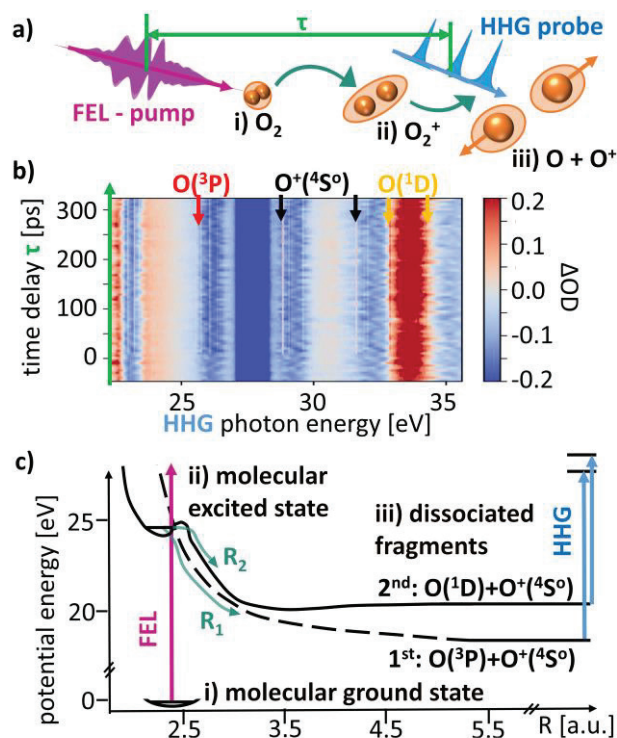 a)
τ
HHG probe
FEL - pump
i) O₂
ii) O₂⁺
iii) O + O⁺
b)
O(³P) O⁺(⁴Sᵒ) O(¹D)
time delay τ [ps]
300
200
100
0
25 30 35
HHG photon energy [eV]
0.2
0.1
0.0
-0.1
-0.2
ΔOD
c)
potential energy [eV]
25
20
0
ii) molecular
excited state
iii) dissociated
fragments
HHG
FEL
R₂
R₁
2nd: O(¹D)+O⁺(⁴Sᵒ)
1st: O(³P)+O⁺(⁴Sᵒ)
i) molecular ground state
2.5 3.5 4.5 5.5 R [a.u.]